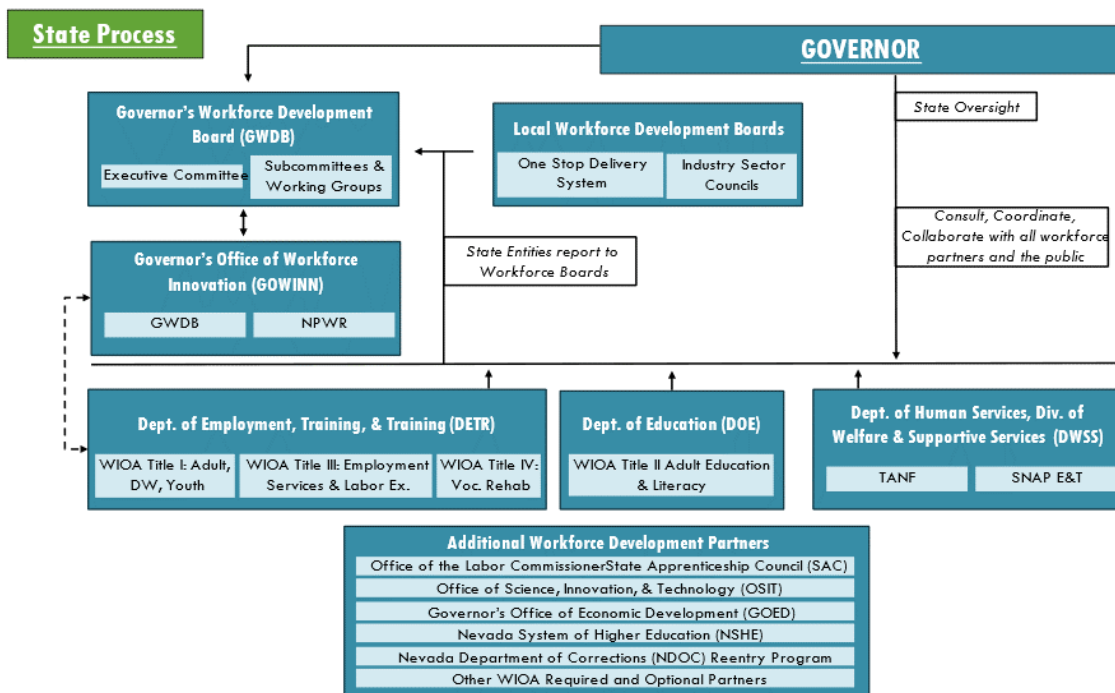 State Process
GOVERNOR
State Oversight
Governor's Workforce Development
Board (GWDB)
Executive Committee
Subcommittees &
Working Groups
Local Workforce Development Boards
One Stop Delivery
System
Industry Sector
Councils
Consult, Coordinate,
Collaborate with all workforce
partners and the public
State Entities report to
Workforce Boards
Governor's Office of Workforce
Innovation (GOWINN)
GWDB
NPWR
Dept. of Employment, Training, & Training (DETR)
WIOA Title I: Adult,
DW, Youth
WIOA Title III: Employment
Services & Labor Ex.
WIOA Title IV:
Voc. Rehab
Dept. of Education (DOE)
WIOA Title II Adult Education
& Literacy
Dept. of Human Services, Div. of
Welfare & Supportive Services (DWSS)
TANF
SNAP E&T
Additional Workforce Development Partners
Office of the Labor CommissionerState Apprenticeship Council (SAC)
Office of Science, Innovation, & Technology (OSIT)
Governor's Office of Economic Development (GOED)
Nevada System of Higher Education (NSHE)
Nevada Department of Corrections (NDOC) Reentry Program
Other WIOA Required and Optional Partners